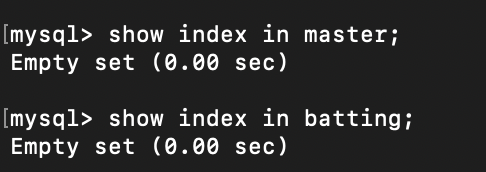 [mysql> show index in master;
Empty set (0.00 sec)
[mysql> show index in batting;
Empty set (0.00 sec)